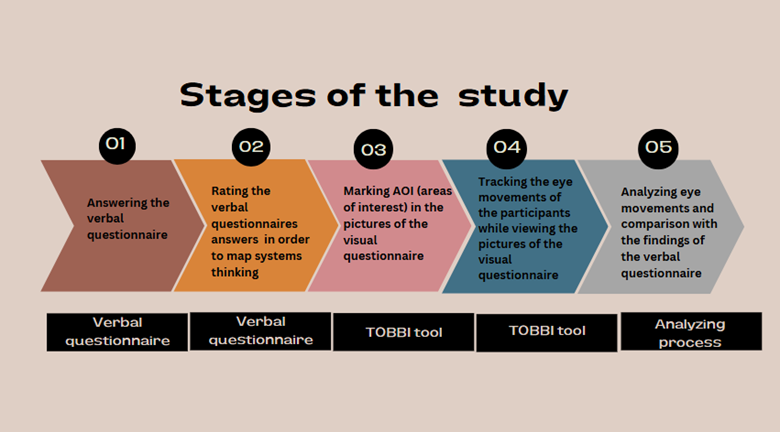 Stages of the study
01
02
03
04
05
Answering the
verbal
questionnaire
Rating the
verbal
questionnaires
answers in order
to map systems
thinking
Marking AOI (areas
of interest) in the
pictures of the
visual
questionnaire
Tracking the eye
movements of
the participants
while viewing the
pictures of the
visual
questionnaire
Analyzing eye
movements and
comparison with
the findings of
the verbal
questionnaire
Verbal
questionnaire
Verbal
questionnaire
TOBBI tool
TOBBI tool
Analyzing
process